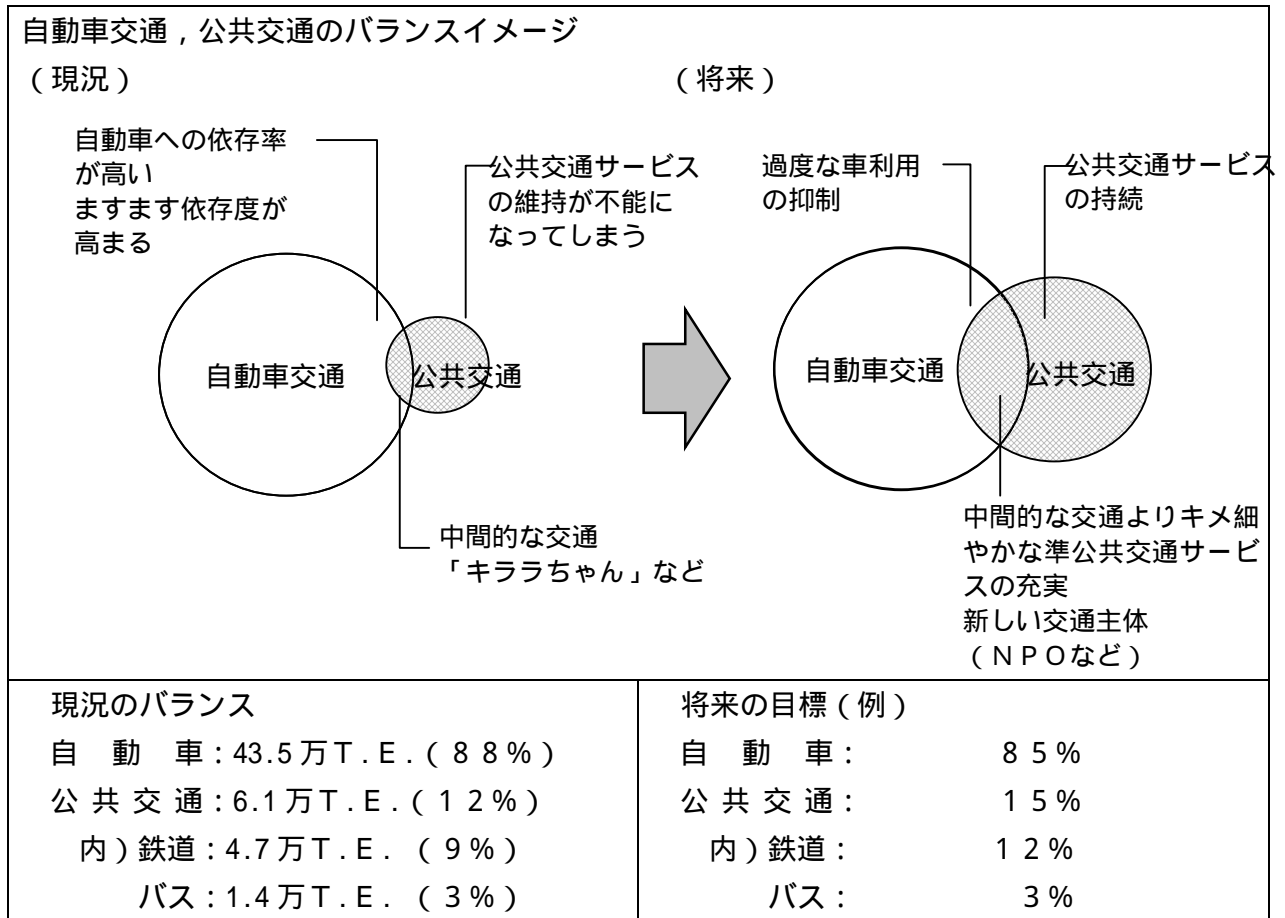 自動車交通，公共交通のバランスイメージ
（現況）
（将来）
自動車への依存率
が高い
ますます依存度が
高まる
公共交通サービス
の維持が不能に
なってしまう
自動車交通
公共交通
中間的な交通
「キララちゃん」など
過度な車利用
の抑制
公共交通サービス
の持続
自動車交通
公共交通
中間的な交通よりキメ細
やかな準公共交通サービ
スの充実
新しい交通主体
（ＮＰＯなど）
現況のバランス
自　動　車：43.5万Ｔ．Ｅ．（８８％）
公 共 交 通：6.1万Ｔ．Ｅ．（１２％）
内）鉄道：4.7万Ｔ．Ｅ．（９％）
バス：1.4万Ｔ．Ｅ．（３％）
将来の目標（例）
自　動　車：　８５％
公 共 交 通：　１５％
内）鉄道：　１２％
バス：　３％